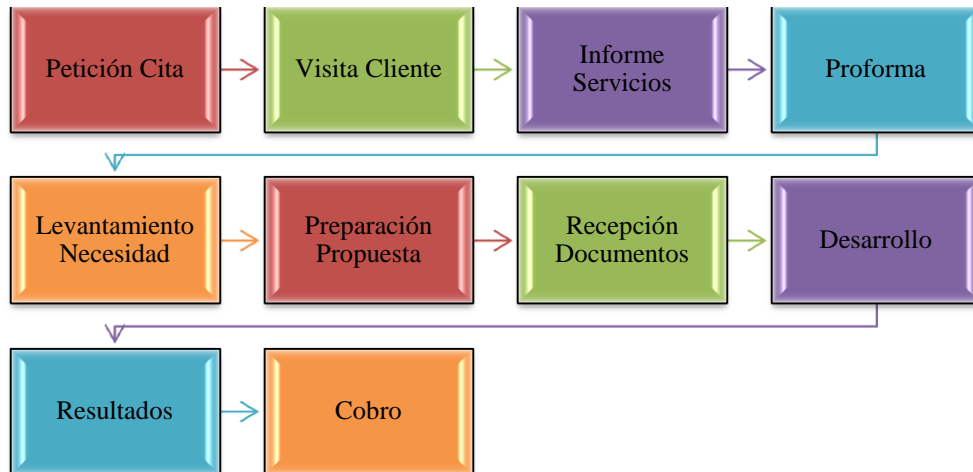 Petición Cita
Visita Cliente
Informe
Servicios
Proforma
Levantamiento
Necesidad
Preparación
Propuesta
Recepción
Documentos
Desarrollo
Resultados
Cobro